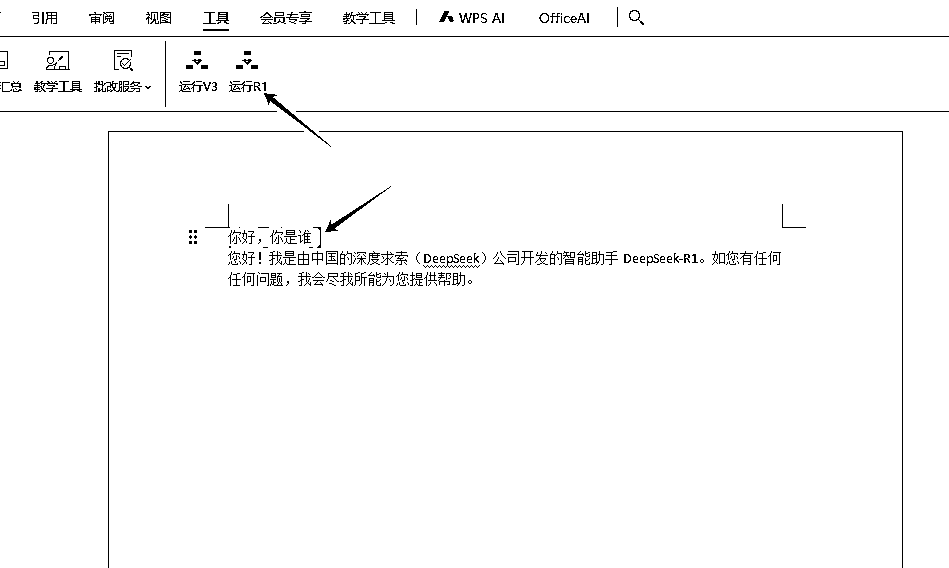 引用 审阅 视图 工具 会员专享 教学工具 WPS AI OfficeAI
汇总 教学工具 批改服务 运行V3 运行R1
你好，你是谁
您好！我是由中国的深度求索（DeepSeek）公司开发的智能助手 DeepSeek-R1。如您有任何
任何问题，我会尽我所能为您提供帮助。